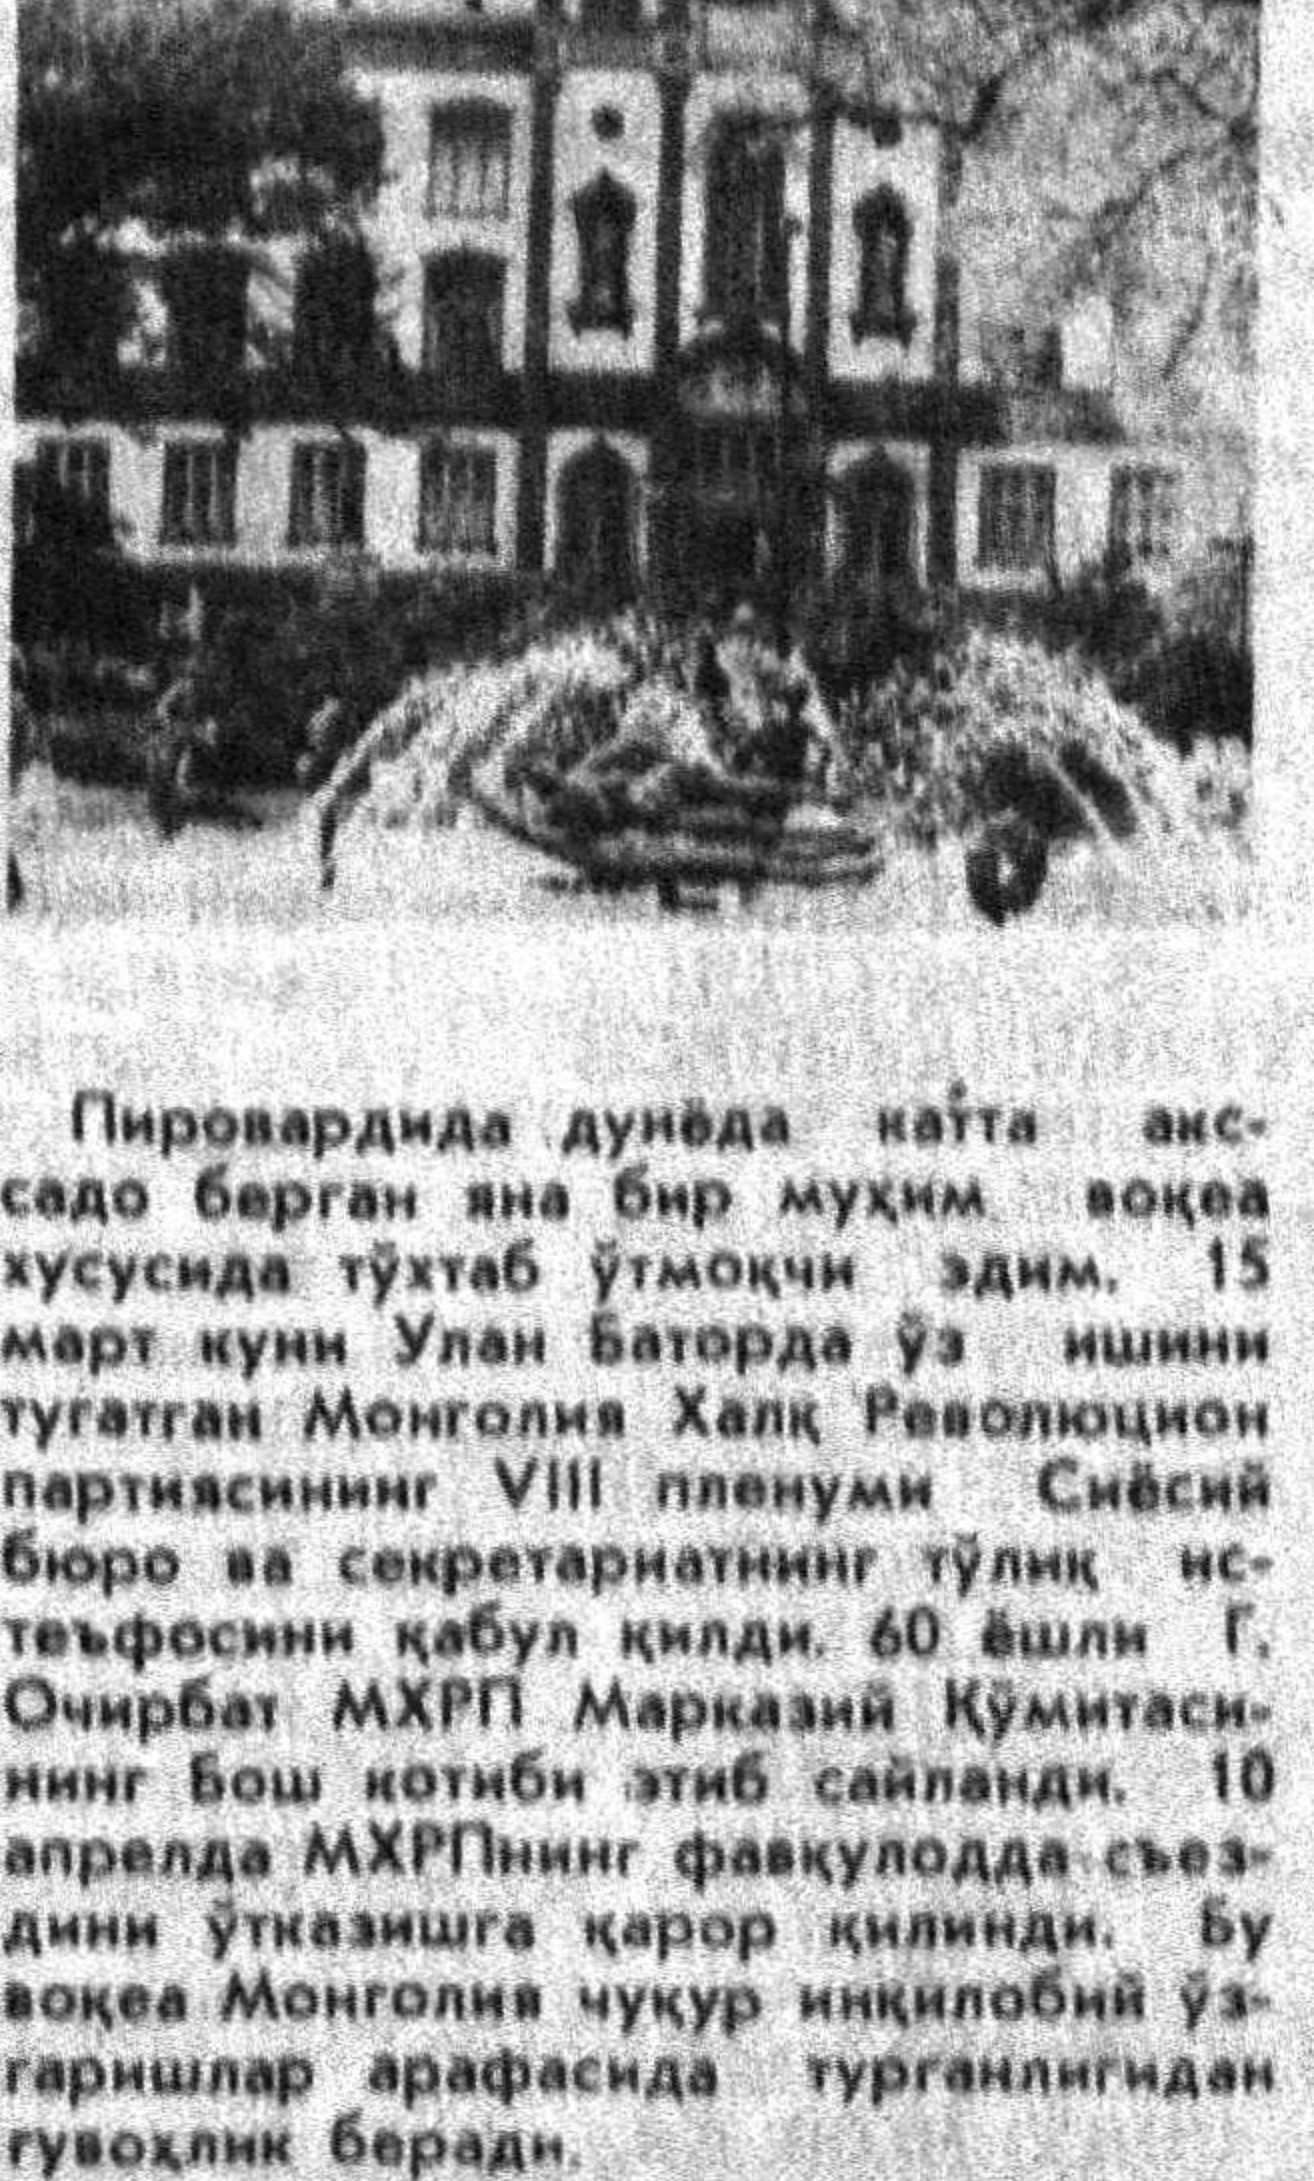 Пировардида дунёда катта акс-
садо берган яна бир муҳим воқеа
хусусида тўхтаб ўтмоқчи эдим. 15
март куни Улан Баторда ўз ишини
тугатган Монголия Халқ Революцион
партиясининг VIII пленуми Сиёсий
бюро ва секретариатнинг тўлиқ ис-
теъфосини қабул қилди. 60 ёшли Г.
Очирбат МХРП Марказий Қўмитаси-
нинг Бош котиби этиб сайланди. 10
апрелда МХРПнинг фавқулодда съез-
дини ўтказишга қарор қилинди. Бу
воқеа Монголия чуқур инқилобий ўз-
гаришлар арафасида турганлигидан
гувоҳлик беради.